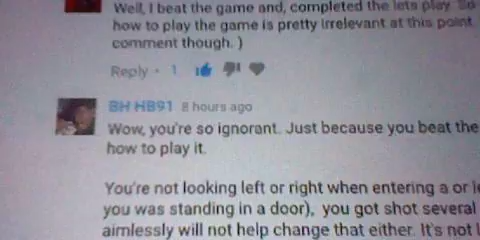 Well, I beat the game and, completed the lets play. So
how to play the game is pretty irrelevant at this point.
comment though. )
Reply • 1
BH HB91 8 hours ago
Wow, you're so ignorant. Just because you beat the
how to play it.
You're not looking left or right when entering a or
you was standing in a door), you got shot several
aimlessly will not help change that either. It's not